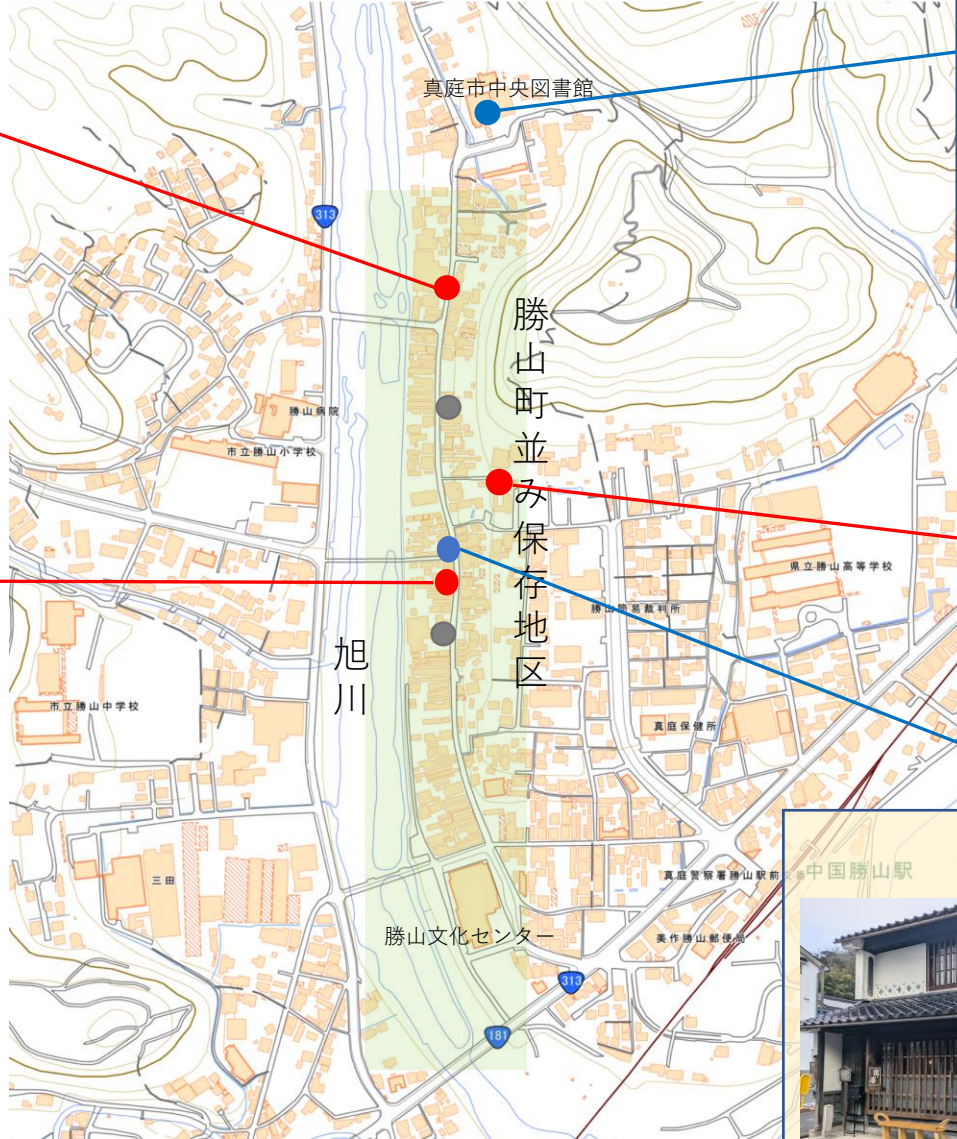 真庭市中央図書館
313
勝山町並み保存地区
勝山病院
市立勝山小学校
県立勝山高等学校
勝山簡易裁判所
旭川
市立勝山中学校
真庭保健所
三田
真庭警察署勝山駅前交番
中国勝山駅
勝山文化センター
美作勝山郵便局
313
181